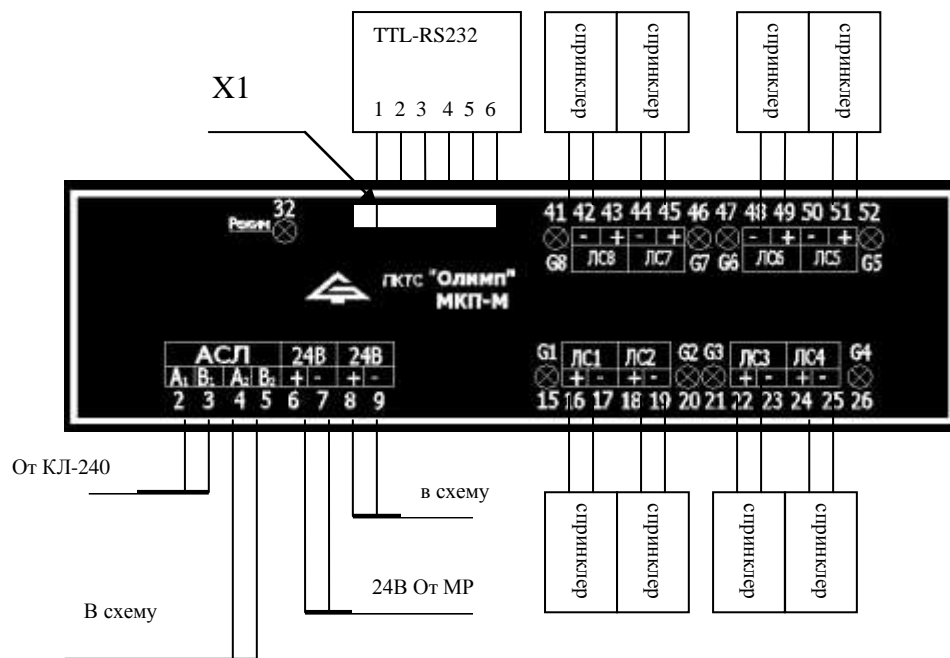 TTL-RS232
1 2 3 4 5 6
X1
спринклер спринклер спринклер спринклер
32
Режим
41 42 43 44 45 46 47 48 49 50 51 52
- + - + - + - +
G8 ЛС8 ЛС7 G7 G6 ЛС6 ЛС5 G5
ПКТС "Олимп"
МКП-М
АСЛ 24В 24В
A1 B1 A2 B2 + - + -
2 3 4 5 6 7 8 9
G1 ЛС1 ЛС2 G2 G3 ЛС3 ЛС4 G4
+ - + - + - + -
15 16 17 18 19 20 21 22 23 24 25 26
От КЛ-240
в схему
24В От МР
В схему
спринклер спринклер спринклер спринклер